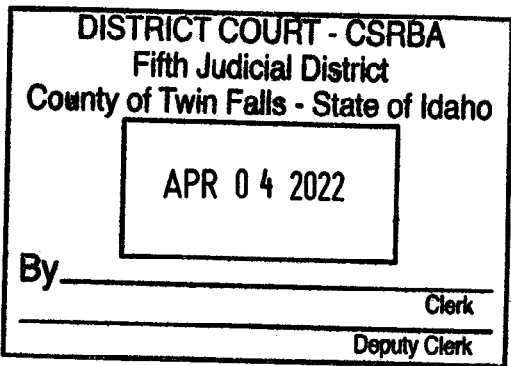 DISTRICT COURT - CSRBA
Fifth Judicial District
County of Twin Falls - State of Idaho
APR 04 2022
By
Clerk
Deputy Clerk